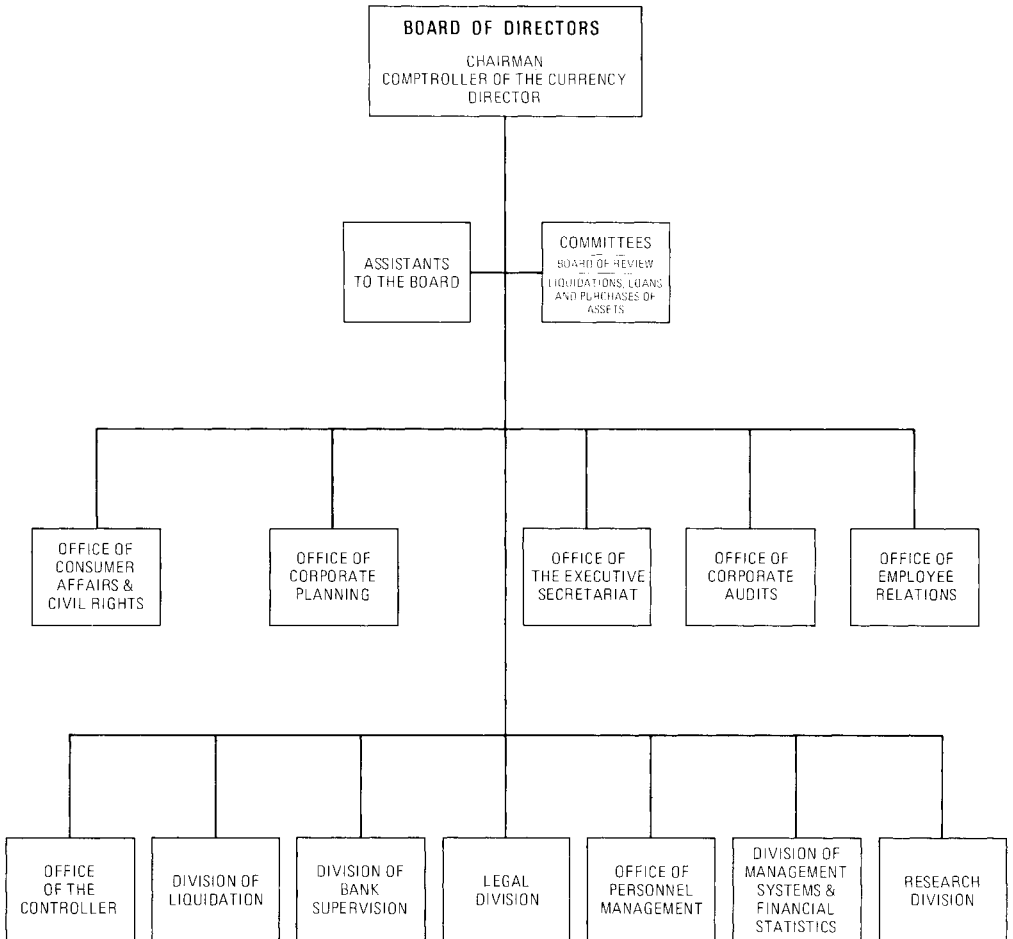 BOARD OF DIRECTORS
CHAIRMAN
COMPTROLLER OF THE CURRENCY
DIRECTOR
ASSISTANTS
TO THE BOARD
COMMITTEES
BOARD OF REVIEW
LIQUIDATIONS, LOANS
AND PURCHASES OF
ASSETS
OFFICE OF
CONSUMER
AFFAIRS &
CIVIL RIGHTS
OFFICE OF
CORPORATE
PLANNING
OFFICE OF
THE EXECUTIVE
SECRETARIAT
OFFICE OF
CORPORATE
AUDITS
OFFICE OF
EMPLOYEE
RELATIONS
OFFICE
OF THE
CONTROLLER
DIVISION OF
LIQUIDATION
DIVISION OF
BANK
SUPERVISION
LEGAL
DIVISION
OFFICE OF
PERSONNEL
MANAGEMENT
DIVISION OF
MANAGEMENT
SYSTEMS &
FINANCIAL
STATISTICS
RESEARCH
DIVISION